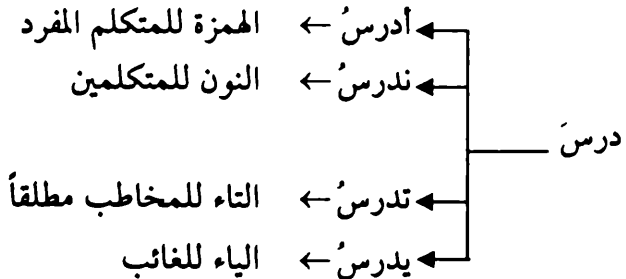 أدرسُ ← الهمزة للمتكلم المفرد
ندرسُ ← النون للمتكلمين
درسَ
تدرسُ ← التاء للمخاطب مطلقاً
يدرسُ ← الياء للغائب